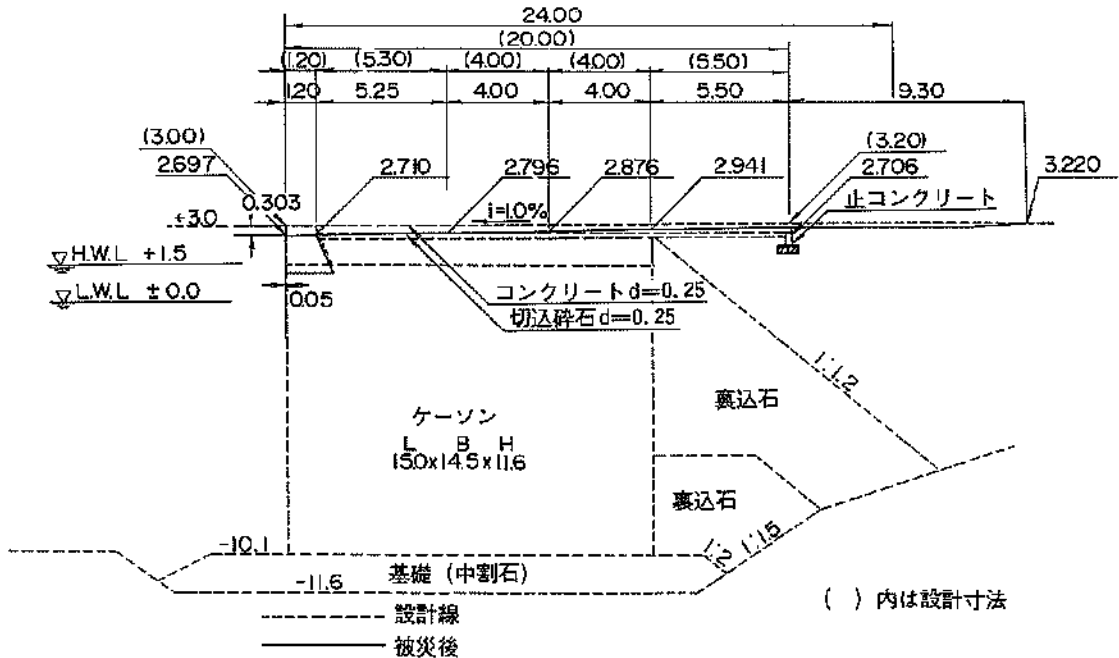 24.00
(20.00)
(1.20) (5.30) (4.00) (4.00) (5.50)
1.20 5.25 4.00 4.00 5.50 9.30
(3.00) (3.20)
2.697 2.710 2.796 2.876 2.941 2.706 3.220
0.303 止コンクリート
±3.0 i=1.0%
H.W.L +1.5
L.W.L ±0.0
0.05 コンクリートd=0.25
切込砕石d=0.25
1:1.2
ケーソン 裏込石
L B H
15.0x14.5x11.6
裏込石
-10.1 1:2 1:1.5
-11.6 基礎(中割石)
設計線 ( )内は設計寸法
被災後